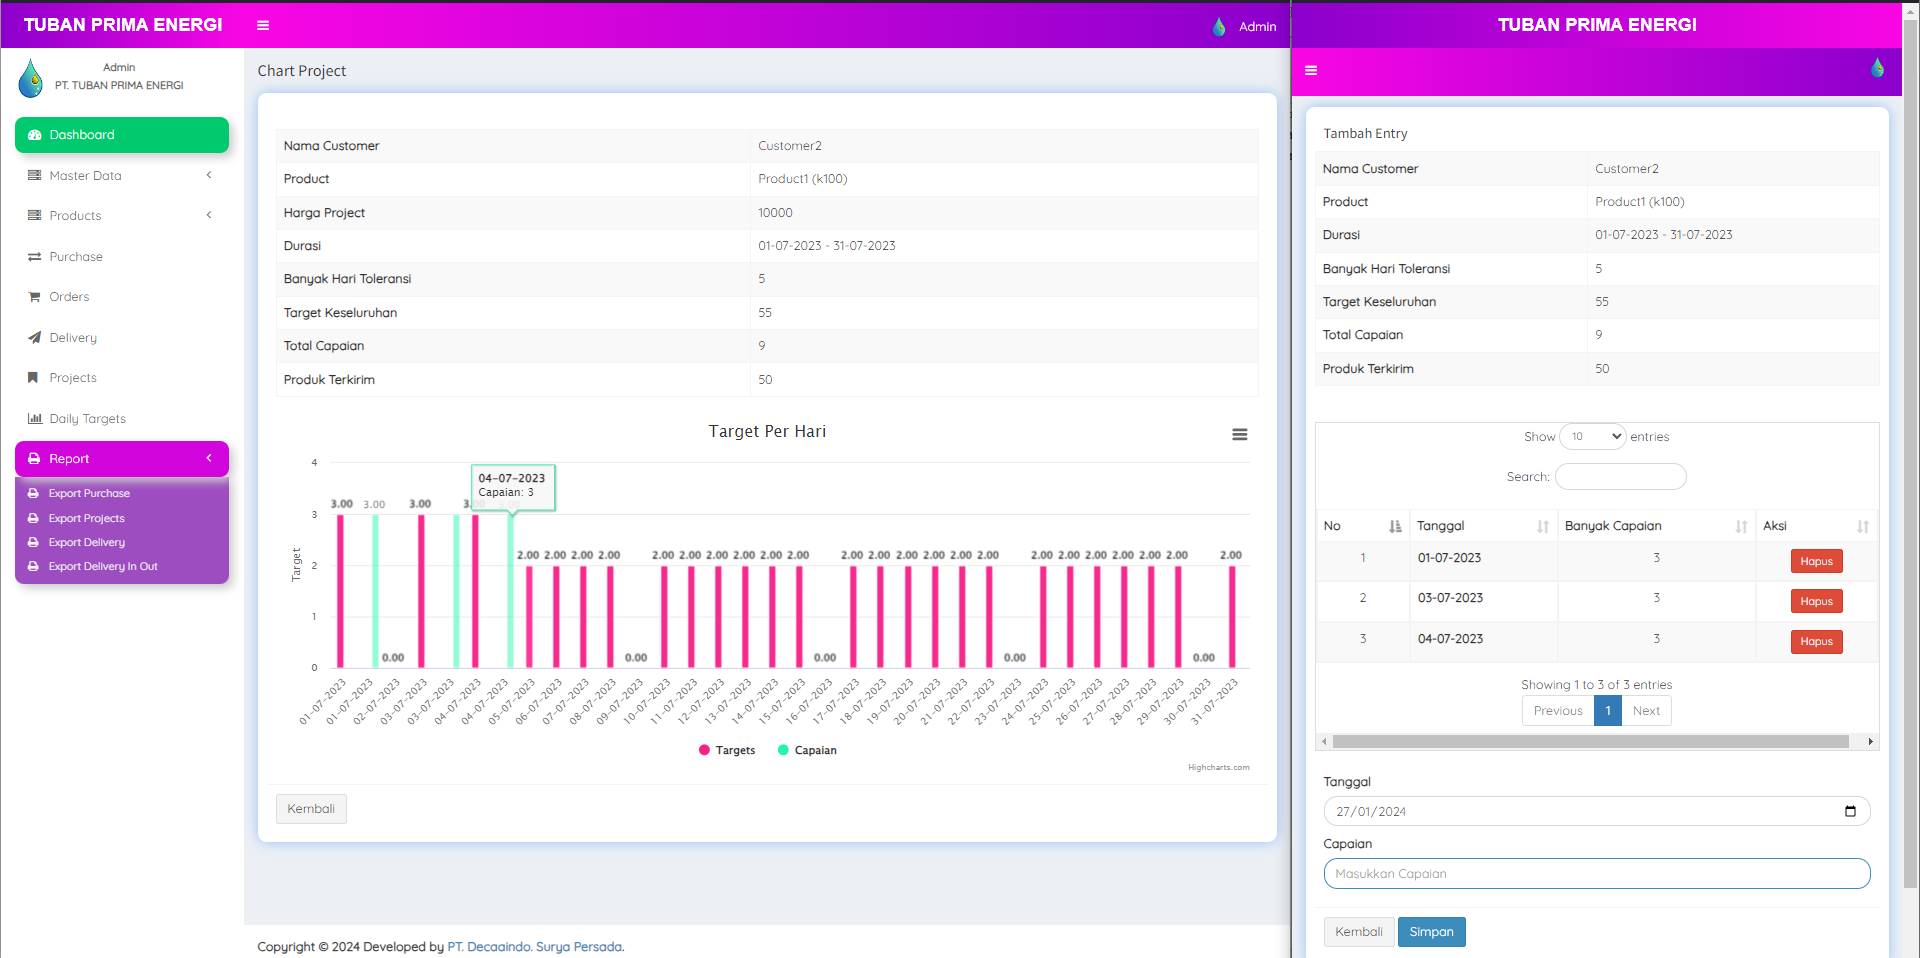 TUBAN PRIMA ENERGI
Admin
Admin
PT. TUBAN PRIMA ENERGI
Dashboard
Master Data
Products
Purchase
Orders
Delivery
Projects
Daily Targets
Report
Export Purchase
Export Projects
Export Delivery
Export Delivery In Out
Chart Project
Nama Customer Customer2
Product Product1 (k100)
Harga Project 10000
Durasi 01-07-2023 - 31-07-2023
Banyak Hari Toleransi 5
Target Keseluruhan 55
Total Capaian 9
Produk Terkirim 50
Target Per Hari
04-07-2023
Capaian: 3
Target
4
3
2
1
0
3.00 3.00 3.00
2.00 2.00 2.00 2.00 2.00 2.00 2.00 2.00 2.00 2.00 2.00 2.00 2.00 2.00 2.00 2.00 2.00 2.00 2.00 2.00 2.00 2.00 2.00
0.00 0.00 0.00 0.00 0.00
01-07-2023 01-07-2023 02-07-2023 03-07-2023 03-07-2023 04-07-2023 04-07-2023 05-07-2023 06-07-2023 07-07-2023 08-07-2023 09-07-2023 10-07-2023 11-07-2023 12-07-2023 13-07-2023 14-07-2023 15-07-2023 16-07-2023 17-07-2023 18-07-2023 19-07-2023 20-07-2023 21-07-2023 22-07-2023 23-07-2023 24-07-2023 25-07-2023 26-07-2023 27-07-2023 28-07-2023 29-07-2023 30-07-2023 31-07-2023
Targets Capaian
Highcharts.com
Kembali
Copyright © 2024 Developed by PT. Decaaindo. Surya Persada.
TUBAN PRIMA ENERGI
Tambah Entry
Nama Customer Customer2
Product Product1 (k100)
Durasi 01-07-2023 - 31-07-2023
Banyak Hari Toleransi 5
Target Keseluruhan 55
Total Capaian 9
Produk Terkirim 50
Show 10 entries
Search:
No Tanggal Banyak Capaian Aksi
1 01-07-2023 3 Hapus
2 03-07-2023 3 Hapus
3 04-07-2023 3 Hapus
Showing 1 to 3 of 3 entries
Previous 1 Next
Tanggal
27/01/2024
Capaian
Masukkan Capaian
Kembali Simpan